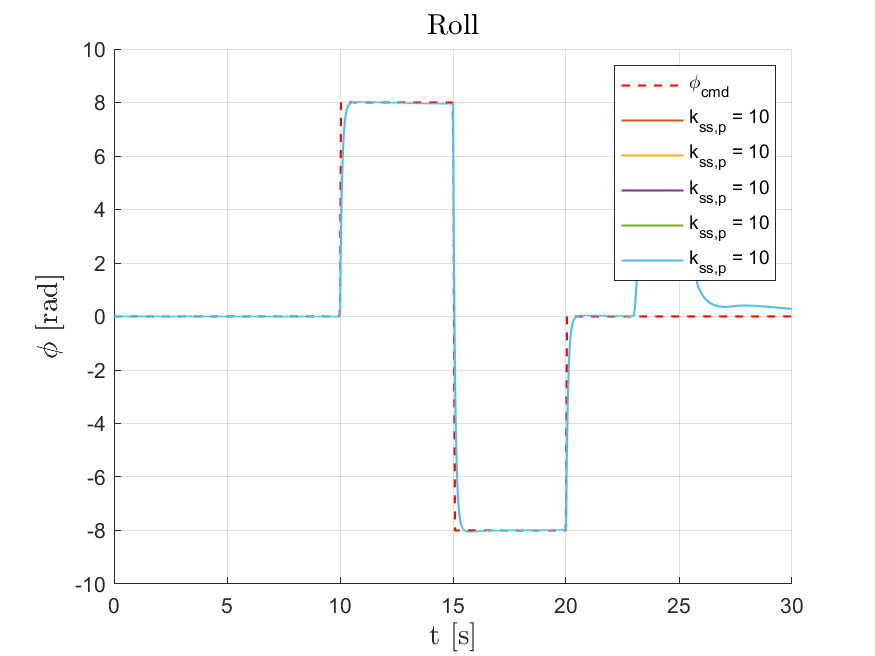 Roll
10
8
6
4
2
0
-2
-4
-6
-8
-10
ϕ [rad]
ϕcmd
kss,p = 10
kss,p = 10
kss,p = 10
kss,p = 10
kss,p = 10
0 5 10 15 20 25 30
t [s]